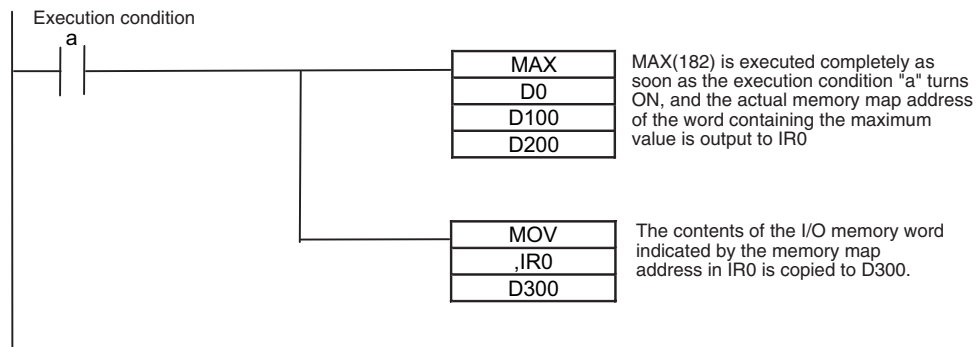 Execution condition
a
MAX
D0
D100
D200
MAX(182) is executed completely as
soon as the execution condition "a" turns
ON, and the actual memory map address
of the word containing the maximum
value is output to IR0
MOV
,IR0
D300
The contents of the I/O memory word
indicated by the memory map
address in IR0 is copied to D300.